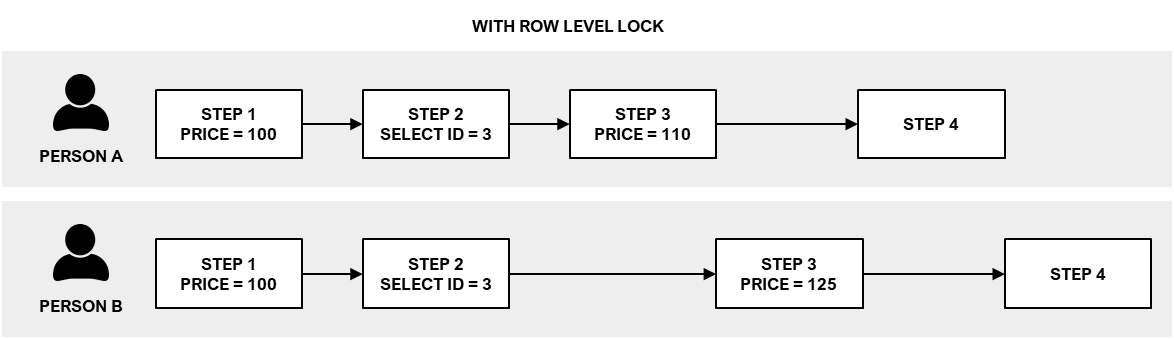 WITH ROW LEVEL LOCK
PERSON A
STEP 1
PRICE = 100
STEP 2
SELECT ID = 3
STEP 3
PRICE = 110
STEP 4
PERSON B
STEP 1
PRICE = 100
STEP 2
SELECT ID = 3
STEP 3
PRICE = 125
STEP 4